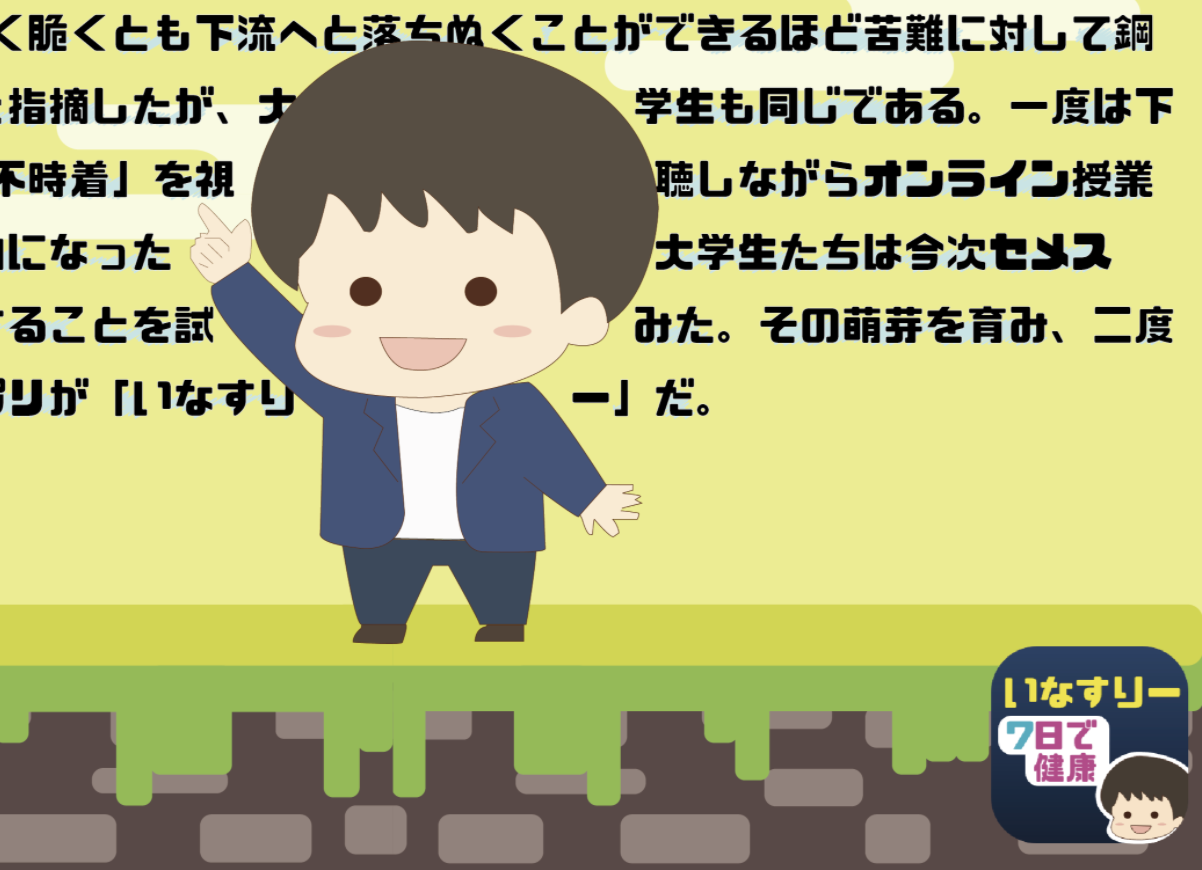 く脆くとも下流へと落ちぬくことができるほど苦難に対して鋼
と指摘したが、大学生も同じである。一度は下
不時着」を視聴しながらオンライン授業
になった大学生たちは今次セメス
することを試みた。その萌芽を育み、二度
プリが「いなすりー」だ。
いなすりー
7日で
健康